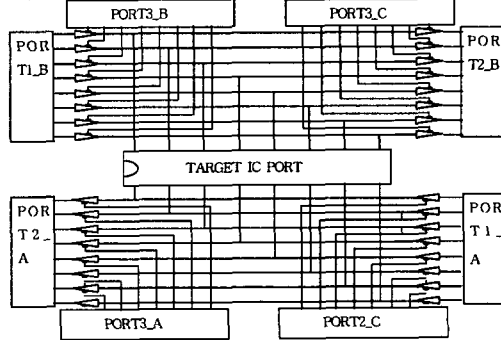 PORT3_B
PORT3_C
POR
T1_B
POR
T2_B
TARGET IC PORT
POR
T2_
A
POR
T1_
A
PORT3_A
PORT2_C